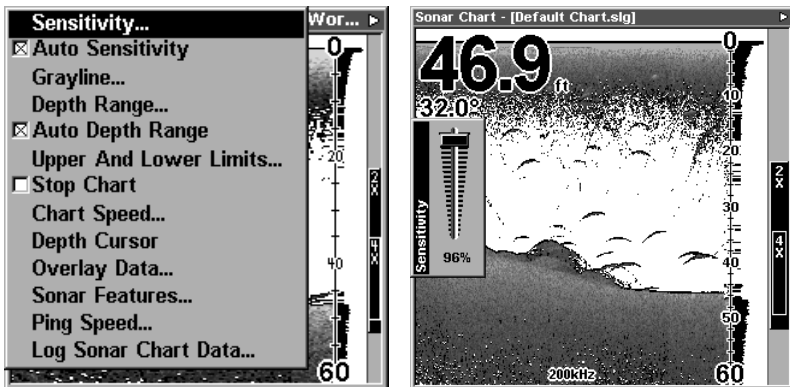 Sensitivity...
Auto Sensitivity
Grayline...
Depth Range...
Auto Depth Range
Upper And Lower Limits...
Stop Chart
Chart Speed...
Depth Cursor
Overlay Data...
Sonar Features...
Ping Speed...
Log Sonar Chart Data...
Wor...
0
20
40
60
2x
4x
Sonar Chart - [Default Chart.slg]
46.9 ft
32.0°
Sensitivity
96%
0
10
20
30
40
50
60
200kHz
2x
4x